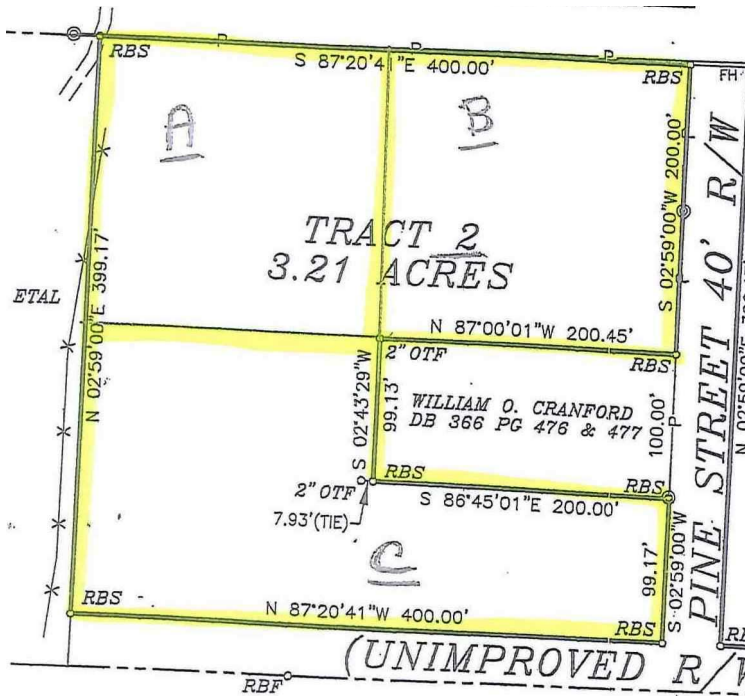 RBS
S 87°20'41"E 400.00'
RBS
FH
A
B
S 02°59'00"W 200.00'
TRACT 2
3.21 ACRES
ETAL
N 02°59'00"E 399.17'
N 87°00'01"W 200.45'
2" OTF
RBS
S 02°43'29"W
99.13'
WILLIAM O. CRANFORD
DB 366 PG 476 & 477
100.00'
PINE STREET 40' R/W
RBS
RBS
2" OTF
S 86°45'01"E 200.00'
7.93'(TIE)
C
99.17'
S 02°59'00"W
RBS
N 87°20'41"W 400.00'
RBS
(UNIMPROVED R/W
RBF